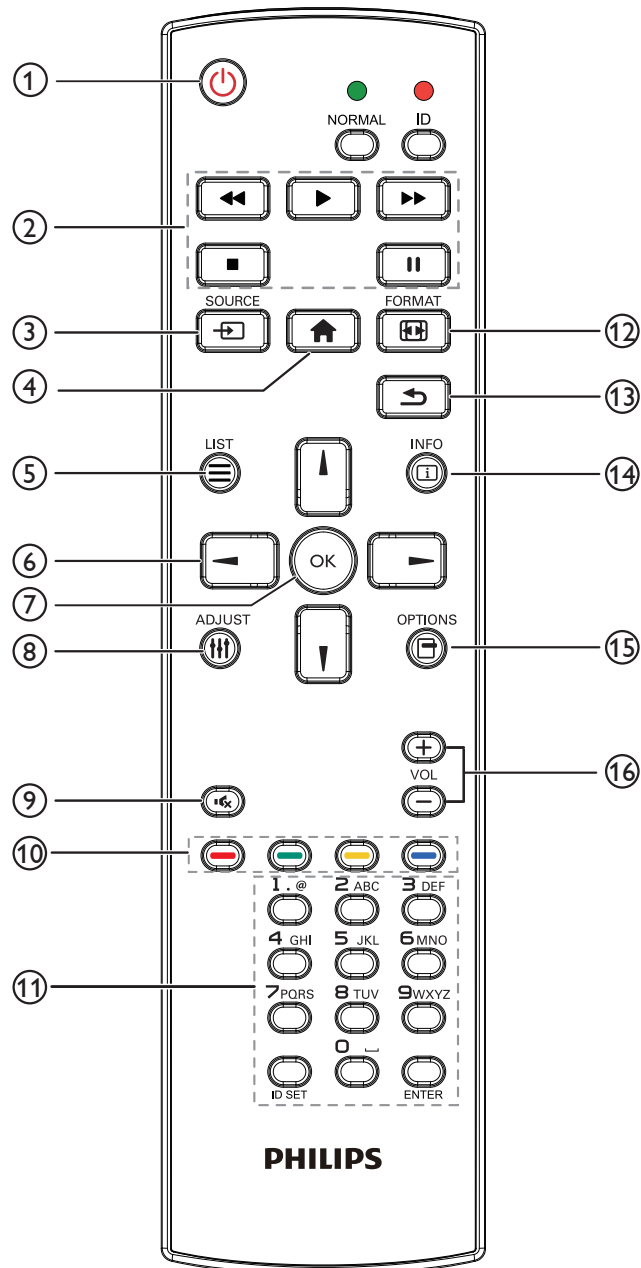 1
NORMAL ID
2
SOURCE FORMAT
3 12
4
13
LIST INFO
5 i 14
6 OK
7
ADJUST OPTIONS
8 15
+
VOL 16
9 −
10
1 . @ 2 ABC 3 DEF
4 GHI 5 JKL 6 MNO
11
7 PQRS 8 TUV 9 WXYZ
0
ID SET ENTER
PHILIPS